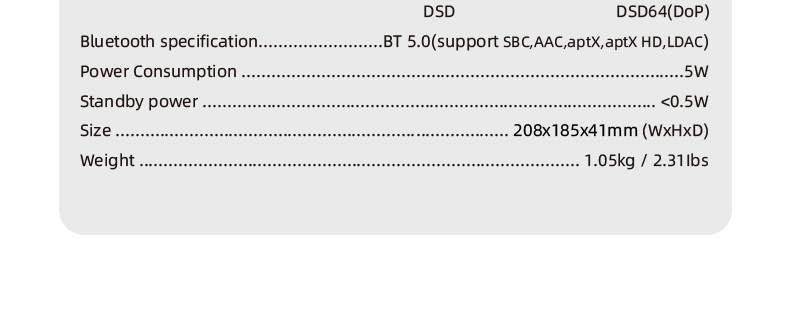 DSD DSD64(DoP)
Bluetooth specification.........................BT 5.0(support SBC,AAC,aptX,aptX HD,LDAC)
Power Consumption ..........................................................................................5W
Standby power ............................................................................................ <0.5W
Size ................................................................................ 208x185x41mm (WxHxD)
Weight .......................................................................................... 1.05kg / 2.31lbs